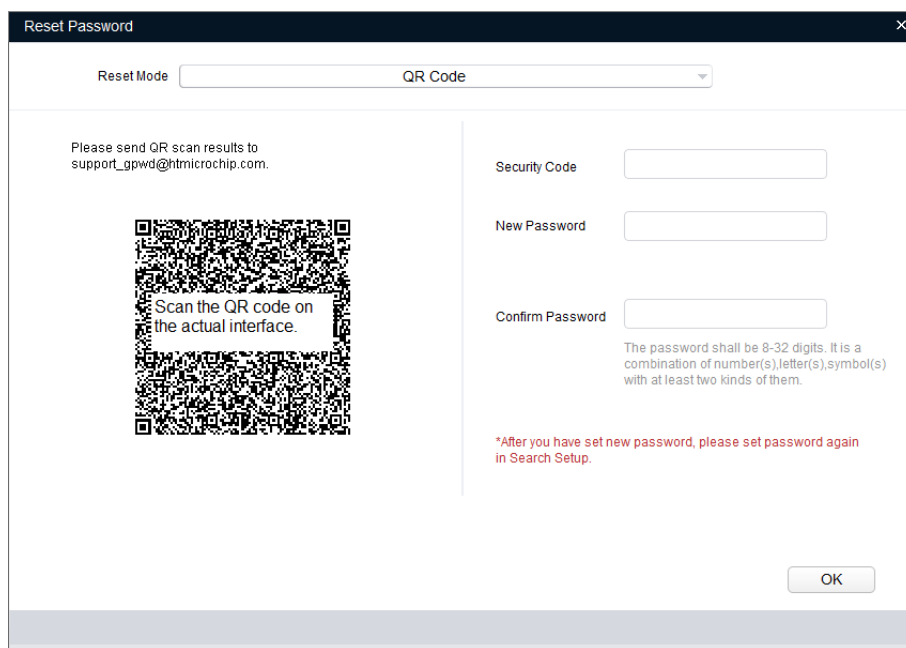 Reset Password
Reset Mode
QR Code
Please send QR scan results to
support_gpwd@htmicrochip.com.
Scan the QR code on
the actual interface.
Security Code
New Password
Confirm Password
The password shall be 8-32 digits. It is a
combination of number(s),letter(s),symbol(s)
with at least two kinds of them.
*After you have set new password, please set password again
in Search Setup.
OK